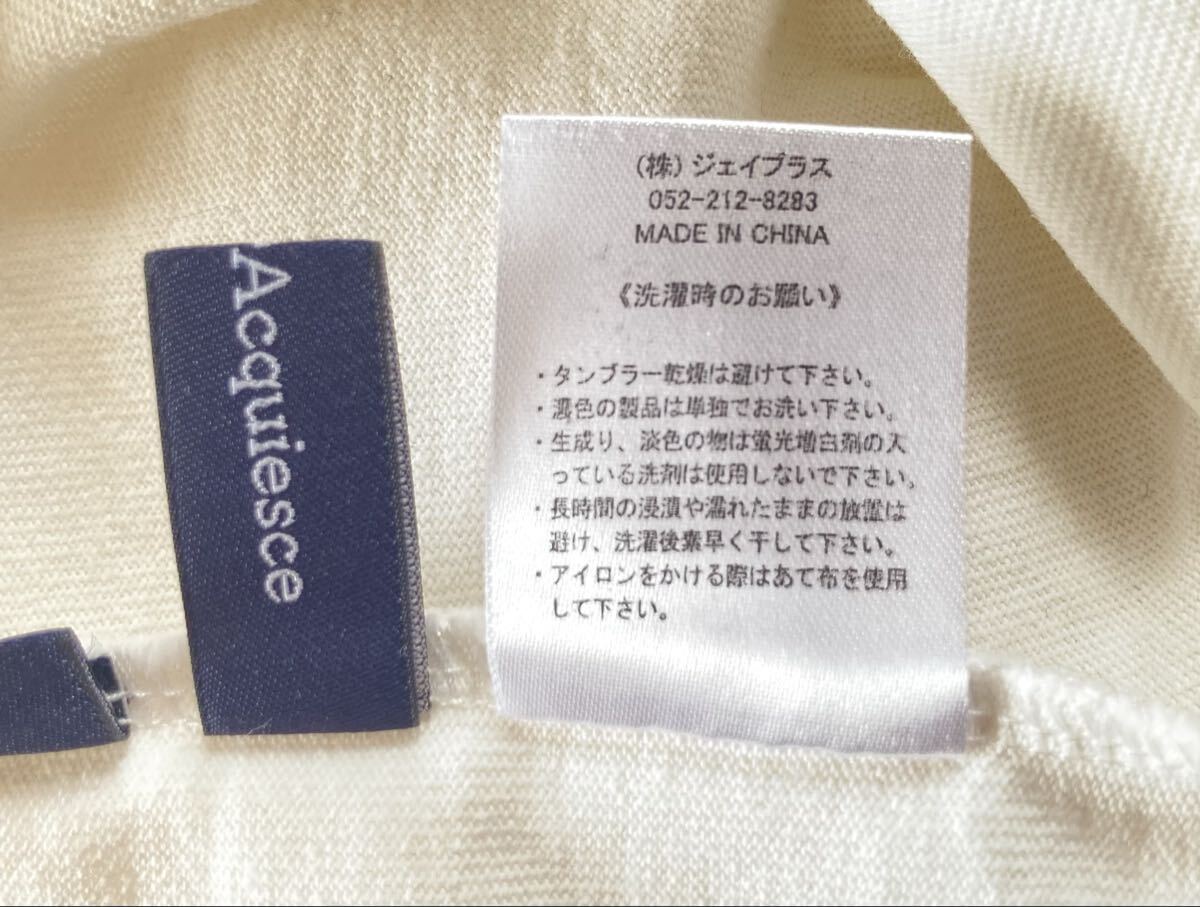 Acquiesce
(株)ジェイプラス
052-212-8283
MADE IN CHINA
《洗濯時のお願い》
・タンブラー乾燥は避けて下さい。
・濃色の製品は単独でお洗い下さい。
・生成り、淡色の物は蛍光増白剤の入
っている洗剤は使用しないで下さい。
・長時間の浸漬や濡れたままの放置は
避け、洗濯後素早く干して下さい。
・アイロンをかける際はあて布を使用
して下さい。